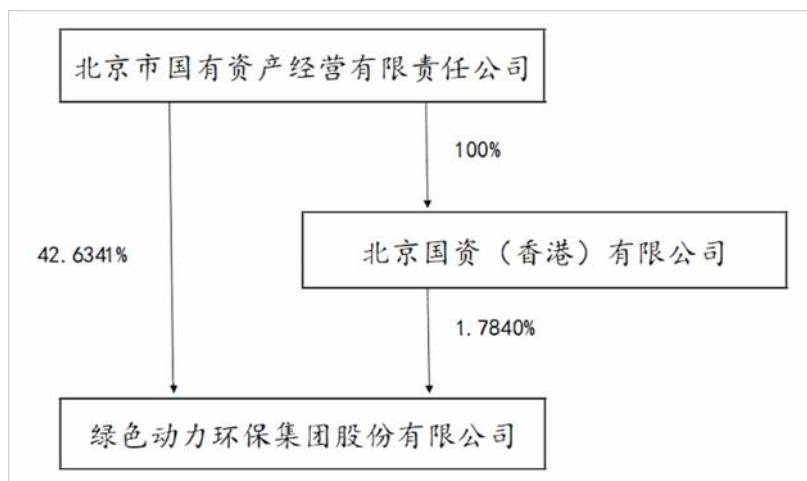 北京市国有资产经营有限责任公司
100%
北京国资（香港）有限公司
42.6341%
1.7840%
绿色动力环保集团股份有限公司